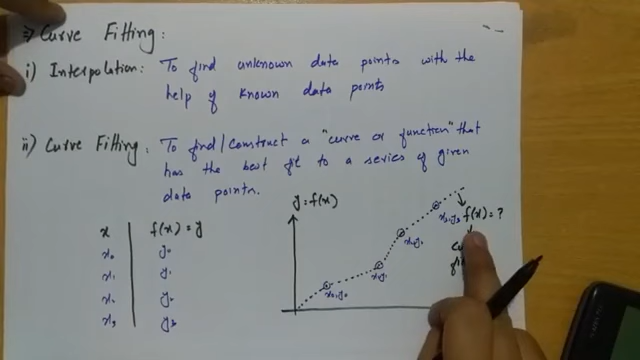 Curve Fitting:
i) Interpolation: To find unknown data points with the
help of known data points
ii) Curve Fitting: To find/construct a "curve or function" that
has the best fit to a series of given
data points.
y=f(x)
x f(x) = y
x₀ y₀
x₁ y₁
x₂ y₂
x₃ y₃
f(x)=?
x₃,y₃
x₂,y₂
x₁,y₁
x₀,y₀